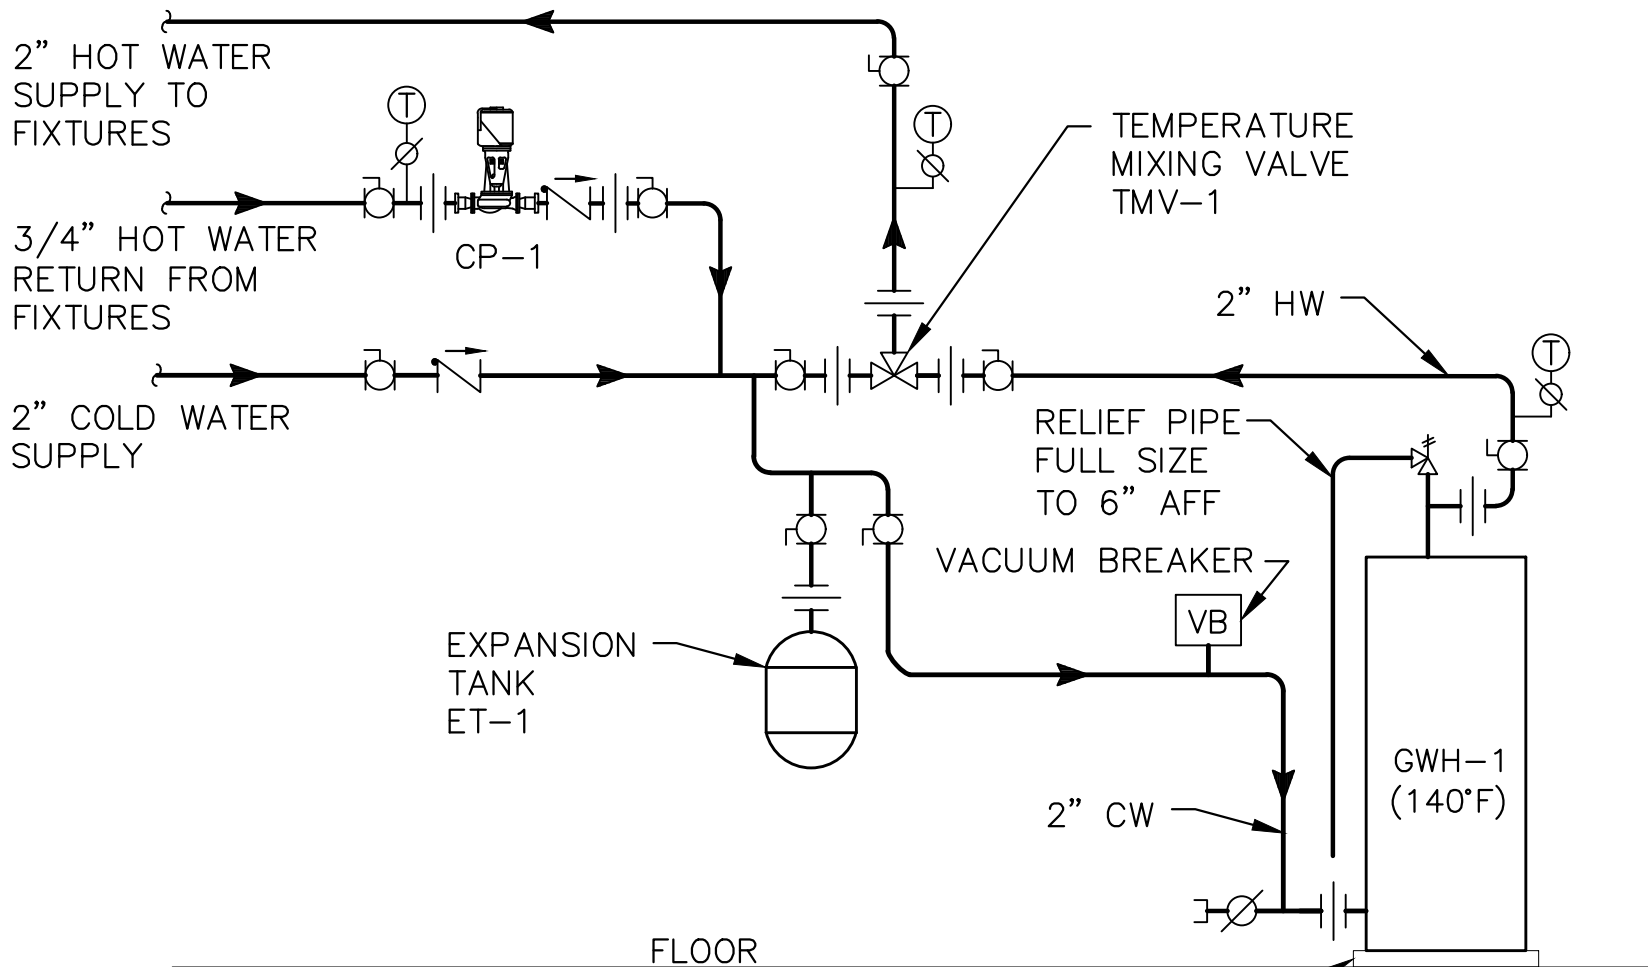 2” HOT WATER
SUPPLY TO
FIXTURES
T
T
TEMPERATURE
MIXING VALVE
TMV-1
3/4” HOT WATER
RETURN FROM
FIXTURES
CP-1
2” HW
T
2” COLD WATER
SUPPLY
RELIEF PIPE
FULL SIZE
TO 6” AFF
VACUUM BREAKER
VB
EXPANSION
TANK
ET-1
GWH-1
(140°F)
2” CW
FLOOR